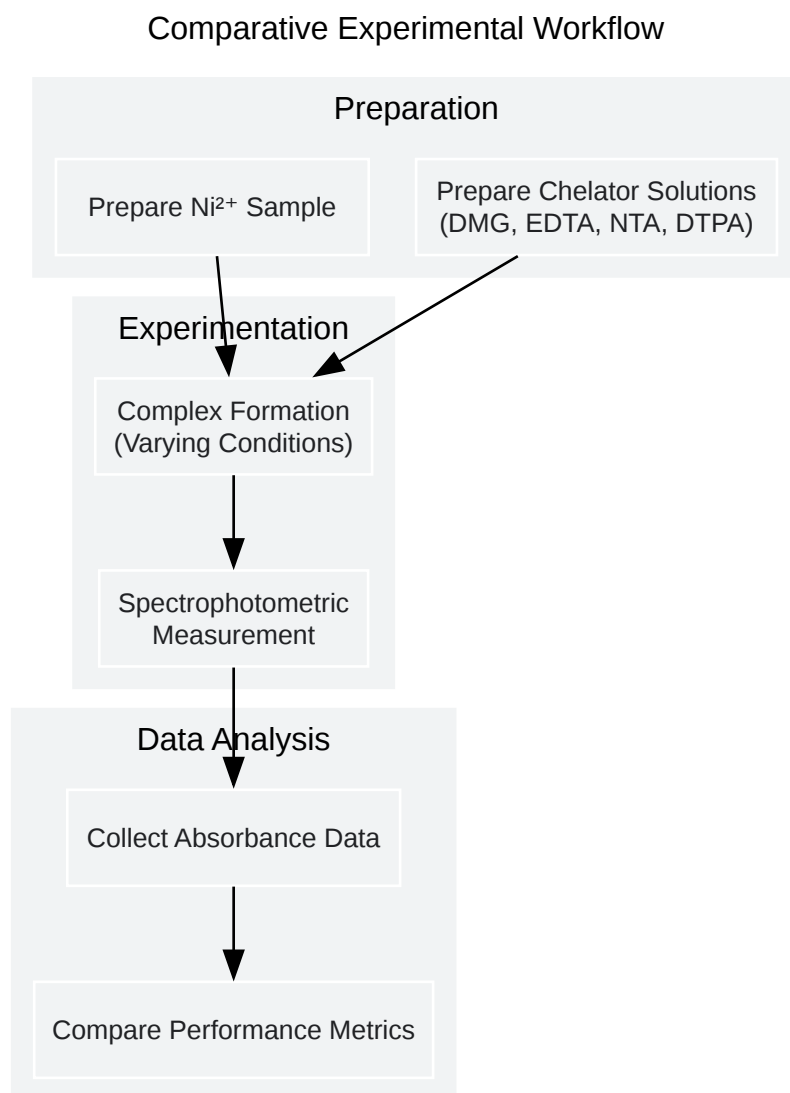 Comparative Experimental Workflow
Preparation
Prepare Ni²⁺ Sample
Prepare Chelator Solutions
(DMG, EDTA, NTA, DTPA)
Experimentation
Complex Formation
(Varying Conditions)
Spectrophotometric
Measurement
Data Analysis
Collect Absorbance Data
Compare Performance Metrics